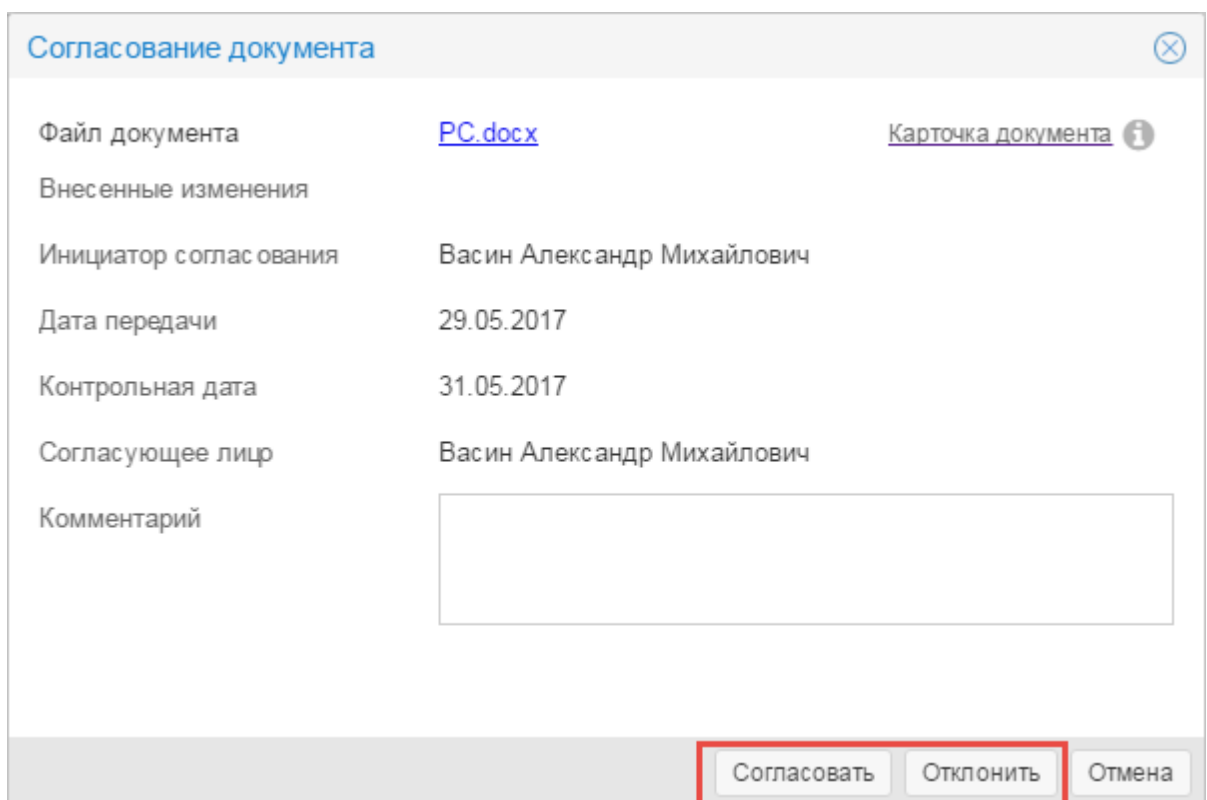 Согласование документа
Файл документа PC.docx Карточка документа
Внесенные изменения
Инициатор согласования Васин Александр Михайлович
Дата передачи 29.05.2017
Контрольная дата 31.05.2017
Согласующее лицо Васин Александр Михайлович
Комментарий
Согласовать Отклонить Отмена